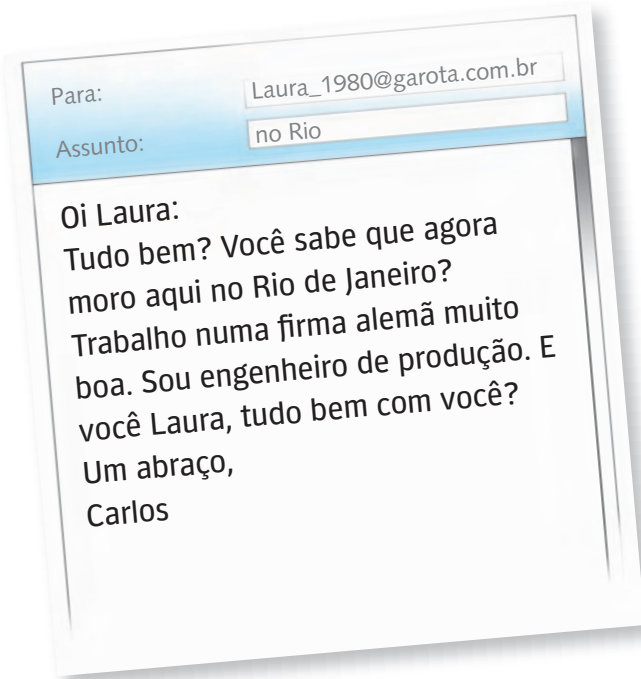 Para: Laura_1980@garota.com.br
Assunto: no Rio
Oi Laura:
Tudo bem? Você sabe que agora
moro aqui no Rio de Janeiro?
Trabalho numa firma alemã muito
boa. Sou engenheiro de produção. E
você Laura, tudo bem com você?
Um abraço,
Carlos